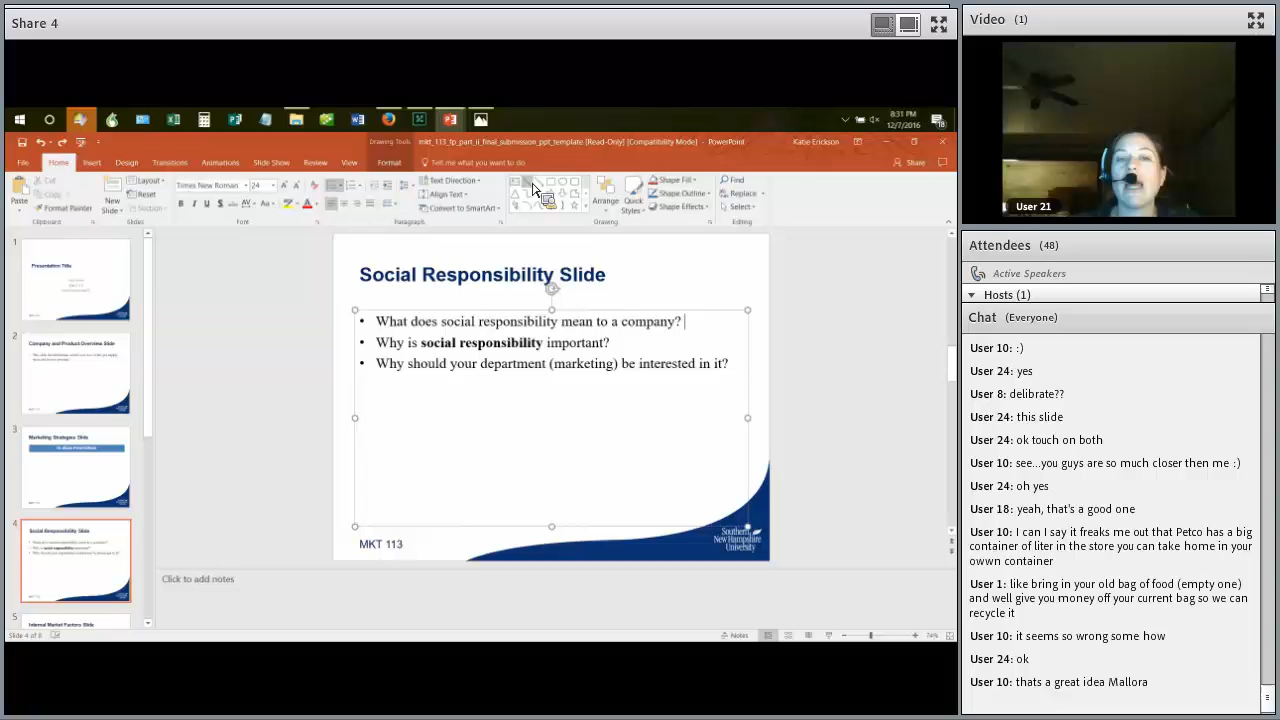 Share 4
8:31 PM
12/7/2016
Drawing Tools
mkt_113_fp_part_ii_final_submission_ppt_template [Read-Only] [Compatibility Mode] - PowerPoint
Katie Erickson
File Home Insert Design Transitions Animations Slide Show Review View Format Tell me what you want to do Share
Paste
Cut
Copy
Format Painter
Clipboard
New
Slide
Layout
Reset
Section
Slides
Times New Roman 24
Font
Text Direction
Align Text
Convert to SmartArt
Paragraph
Arrange
Quick
Styles
Shape Fill
Shape Outline
Shape Effects
Drawing
Find
Replace
Select
Editing
1
Presentation Title
2
Company and Product Overview Slide
3
Marketing Strategies Slide
4
Social Responsibility Slide
5
Internal Market Factors Slide
Social Responsibility Slide
• What does social responsibility mean to a company?
• Why is social responsibility important?
• Why should your department (marketing) be interested in it?
MKT 113
Southern
New Hampshire
University
Click to add notes
Slide 4 of 8
Notes
74%
Video (1)
User 21
Attendees (48)
Active Speakers
Hosts (1)
Chat (Everyone)
User 10: :)
User 24: yes
User 8: delibrate??
User 24: this slide
User 24: ok touch on both
User 10: see...you guys are so much closer then me :)
User 24: oh yes
User 18: yeah, that's a good one
User 10: can I say it freaks me out that Petco has a big
container of liter in the store you can take home in your
owwn container
User 1: like bring in your old bag of food (empty one)
and well give you money off your current bag so we can
recycle it
User 10: it seems so wrong some how
User 24: ok
User 10: thats a great idea Mallora